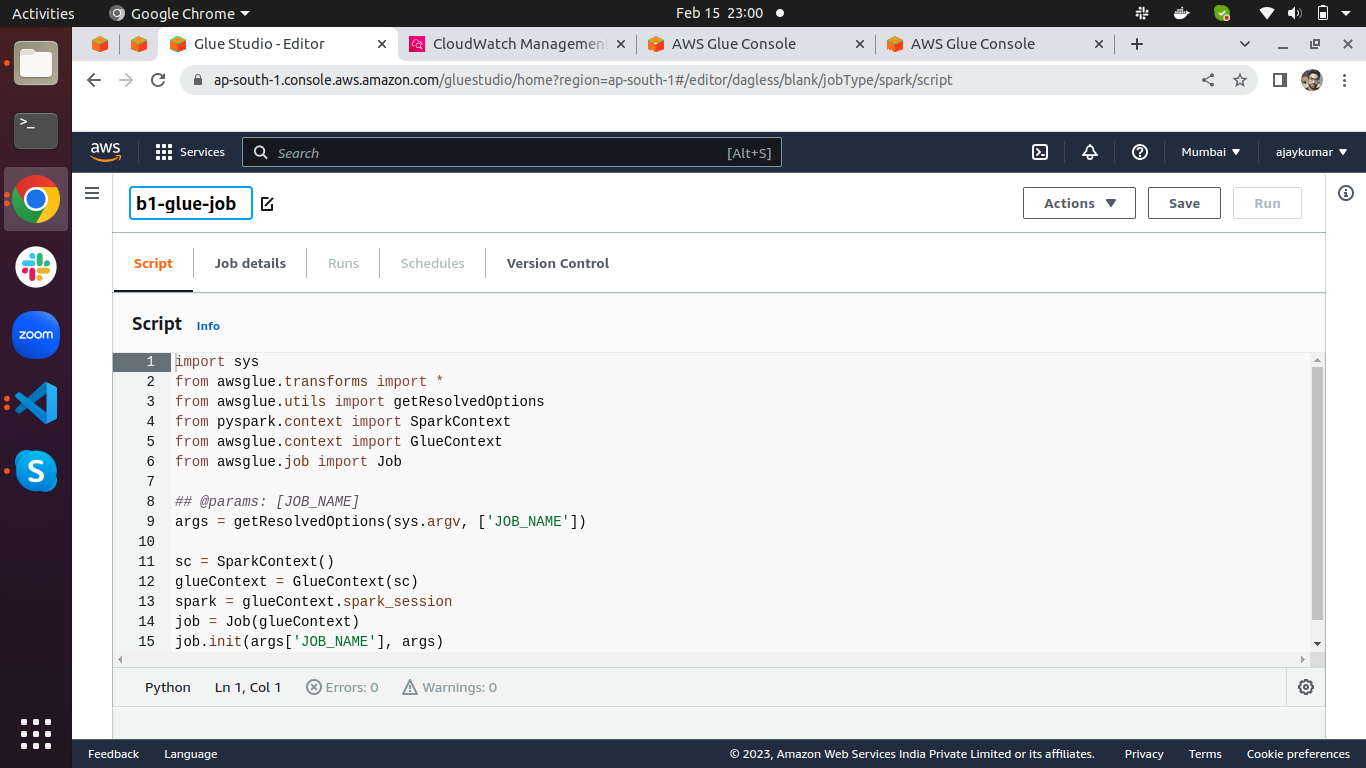 Activities
Google Chrome
Feb 15 23:00
Glue Studio - Editor
CloudWatch Managemen
AWS Glue Console
AWS Glue Console
ap-south-1.console.aws.amazon.com/gluestudio/home?region=ap-south-1#/editor/dagless/blank/jobType/spark/script
aws
Services
Search
[Alt+S]
Mumbai
ajaykumar
b1-glue-job
Actions
Save
Run
Script
Job details
Runs
Schedules
Version Control
Script Info
1 import sys
2 from awsglue.transforms import *
3 from awsglue.utils import getResolvedOptions
4 from pyspark.context import SparkContext
5 from awsglue.context import GlueContext
6 from awsglue.job import Job
7
8 ## @params: [JOB_NAME]
9 args = getResolvedOptions(sys.argv, ['JOB_NAME'])
10
11 sc = SparkContext()
12 glueContext = GlueContext(sc)
13 spark = glueContext.spark_session
14 job = Job(glueContext)
15 job.init(args['JOB_NAME'], args)
Python
Ln 1, Col 1
Errors: 0
Warnings: 0
zoom
S
>_
Feedback
Language
© 2023, Amazon Web Services India Private Limited or its affiliates.
Privacy
Terms
Cookie preferences